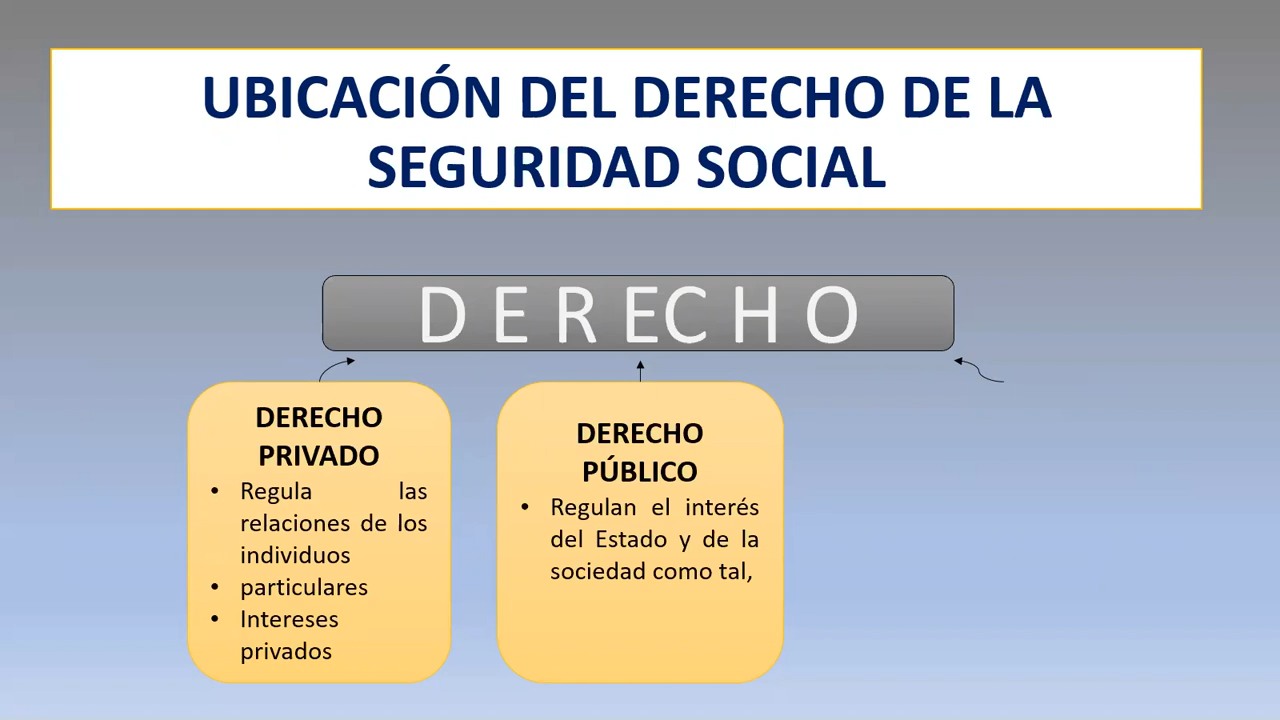 UBICACIÓN DEL DERECHO DE LA
SEGURIDAD SOCIAL
D E R E C H O
DERECHO
PRIVADO
• Regula las
relaciones de los
individuos
• particulares
• Intereses
privados
DERECHO
PÚBLICO
• Regulan el interés
del Estado y de la
sociedad como tal,